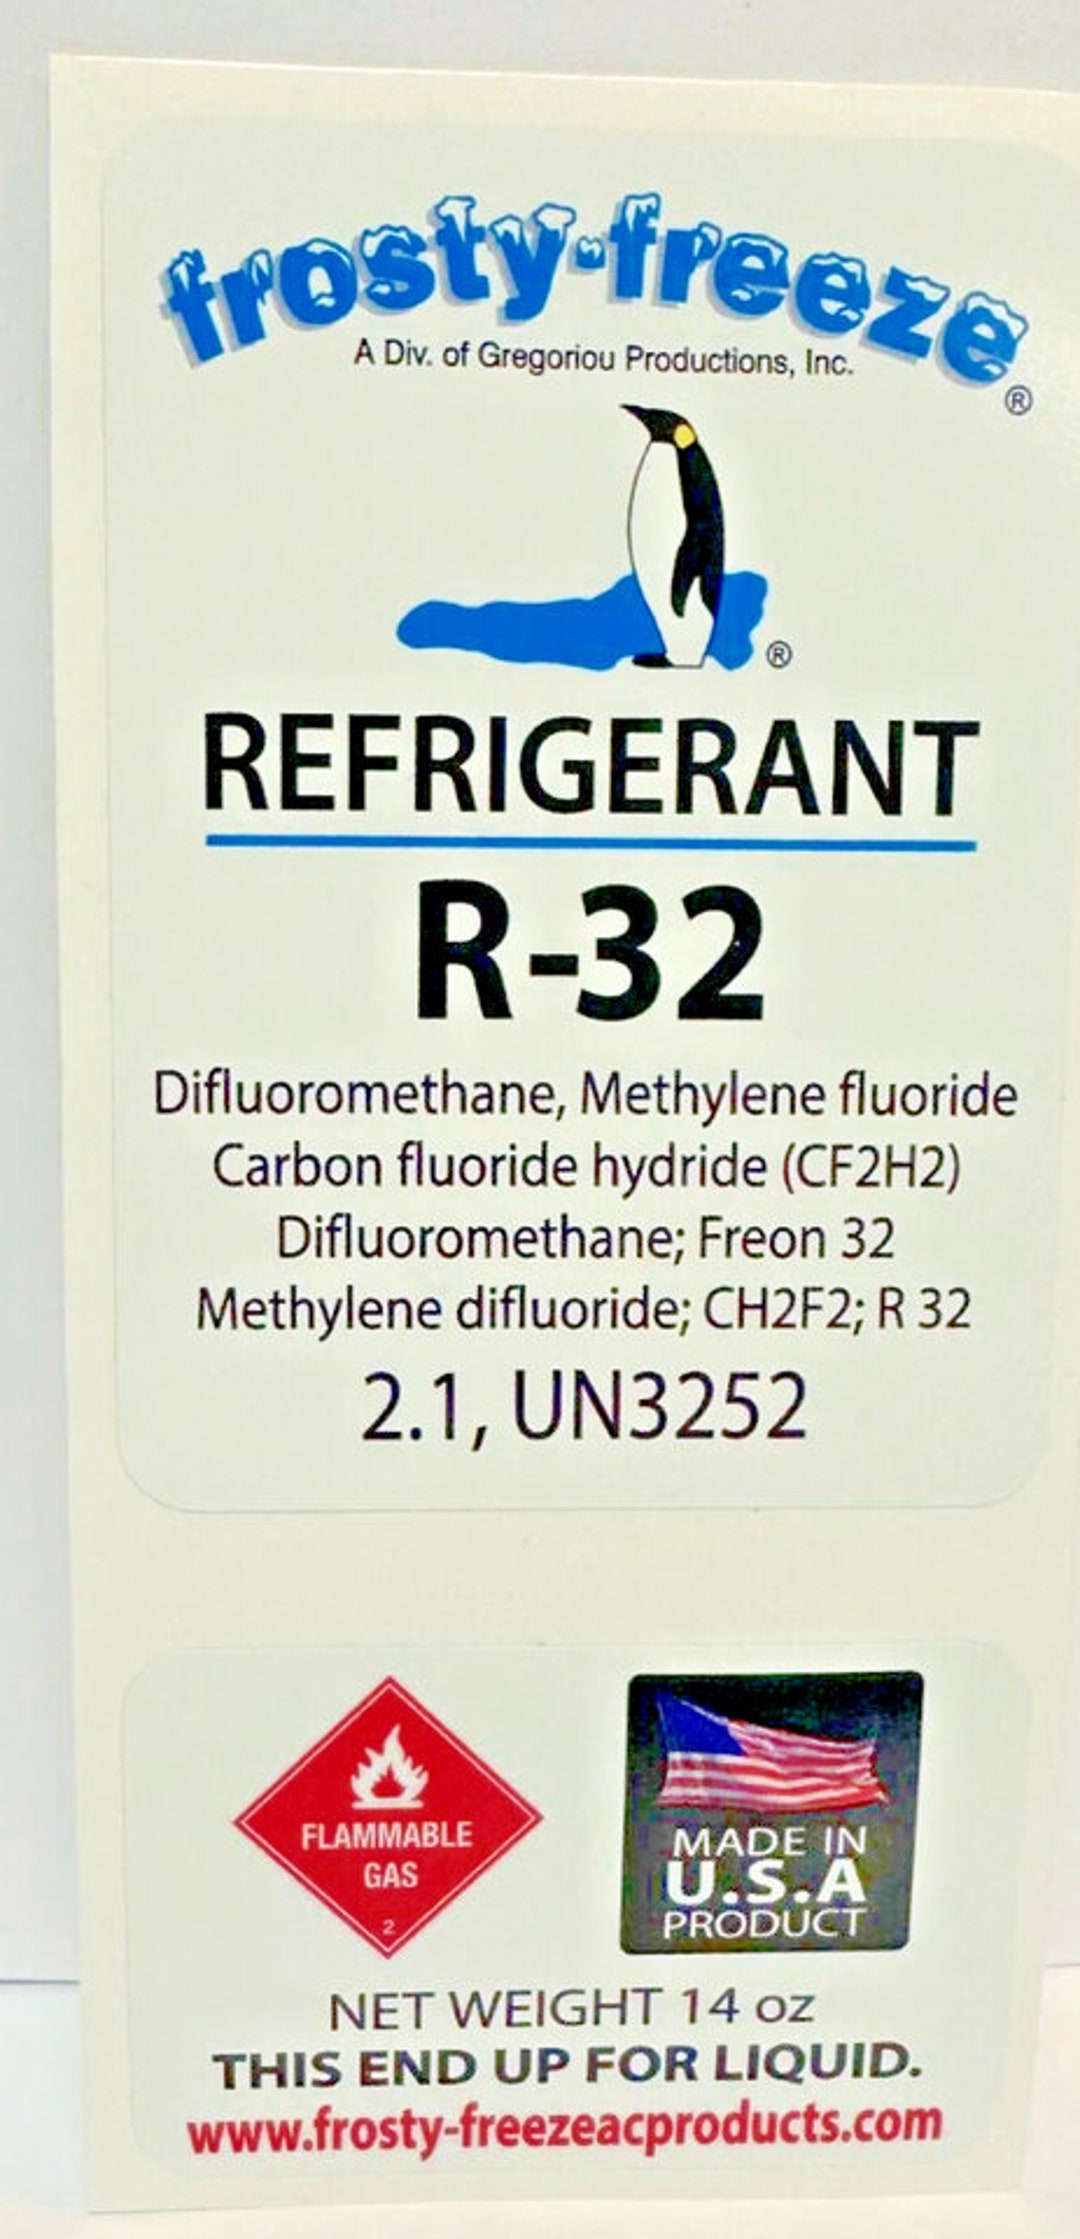 frosty-freeze®
A Div. of Gregoriou Productions, Inc.
®
REFRIGERANT
R-32
Difluoromethane, Methylene fluoride
Carbon fluoride hydride (CF2H2)
Difluoromethane; Freon 32
Methylene difluoride; CH2F2; R 32
2.1, UN3252
FLAMMABLE
GAS
2
MADE IN
U.S.A
PRODUCT
NET WEIGHT 14 oz
THIS END UP FOR LIQUID.
www.frosty-freezeacproducts.com